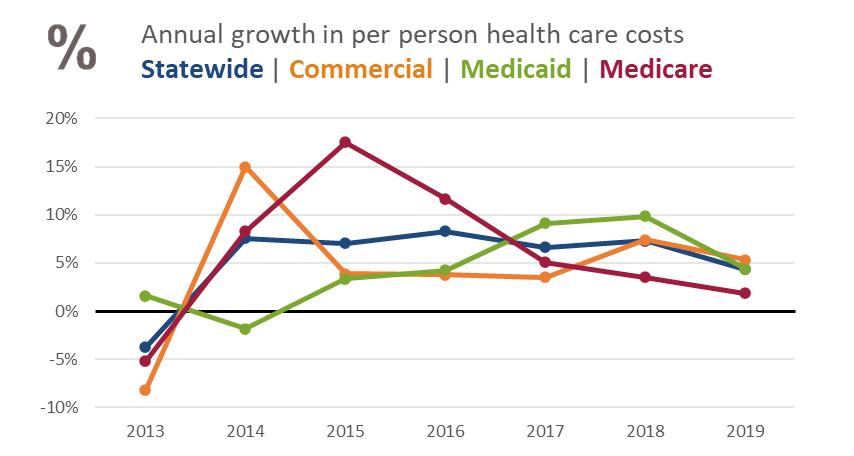 %
Annual growth in per person health care costs
Statewide | Commercial | Medicaid | Medicare
20%
15%
10%
5%
0%
-5%
-10%
2013 2014 2015 2016 2017 2018 2019